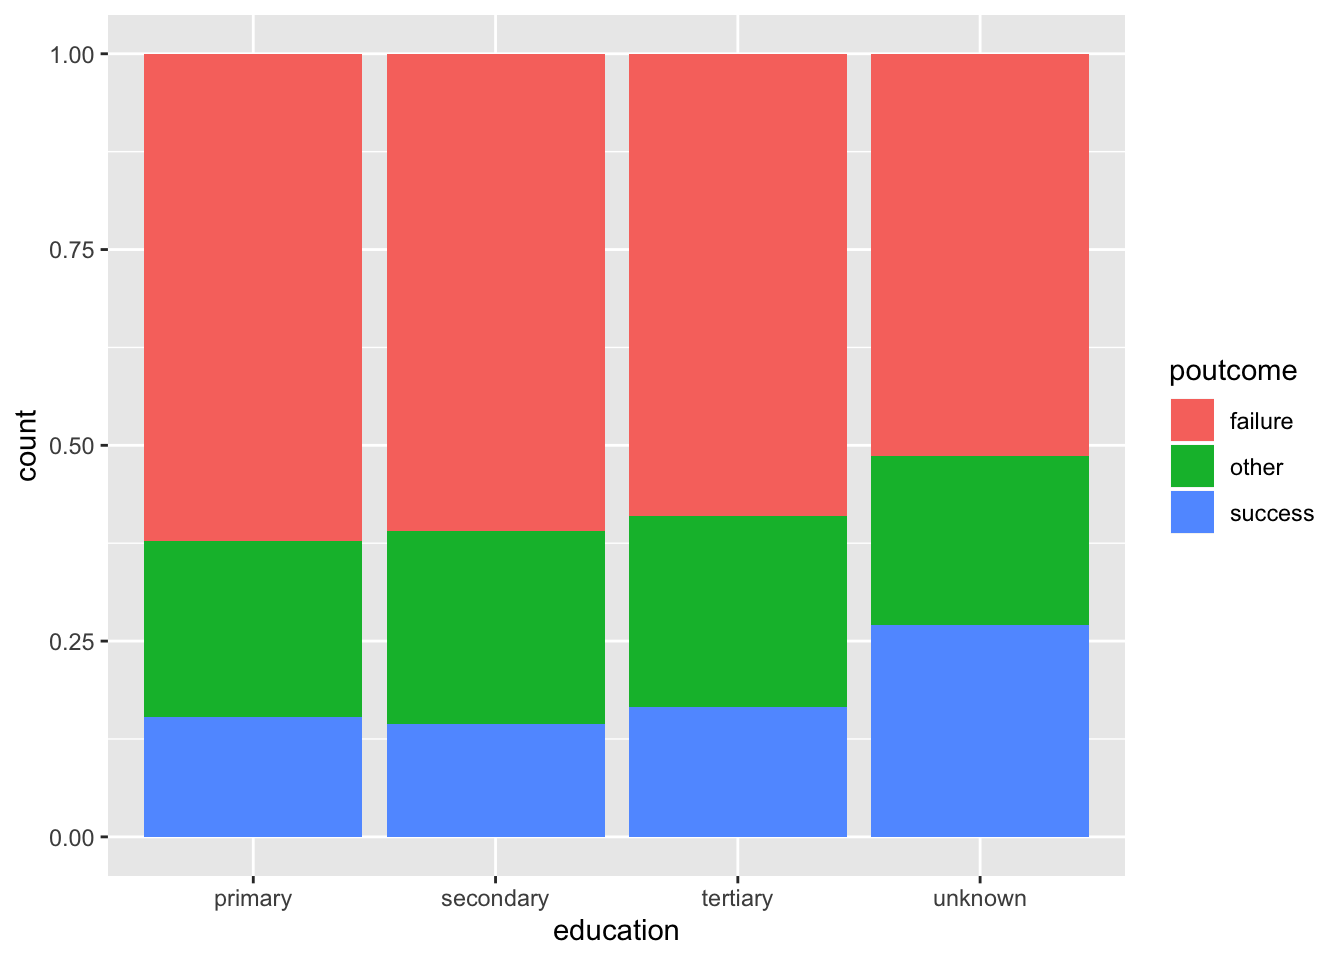 1.00
0.75
0.50
0.25
0.00
count
primary secondary tertiary unknown
education
poutcome
failure
other
success